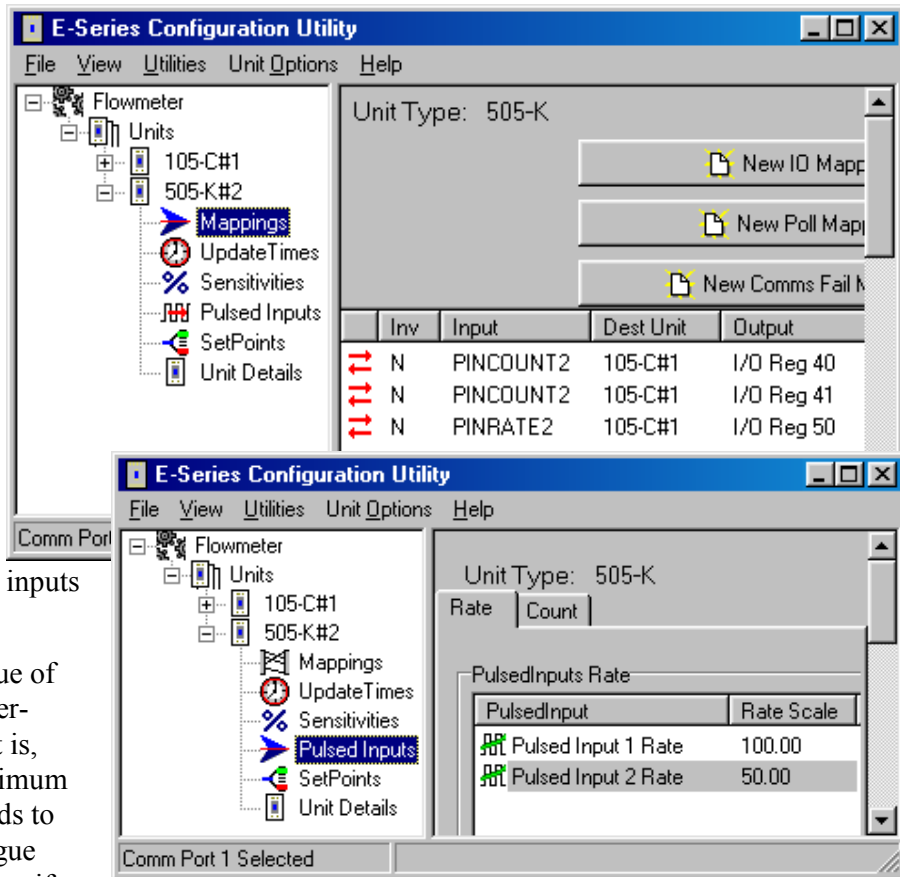 E-Series Configuration Utility
File View Utilities Unit Options Help
Flowmeter
Units
105-C#1
505-K#2
Mappings
UpdateTimes
Sensitivities
Pulsed Inputs
SetPoints
Unit Details
Unit Type: 505-K
New IO Mapp
New Poll Map
New Comms Fail
Inv Input Dest Unit Output
N PINCOUNT2 105-C#1 I/O Reg 40
N PINCOUNT2 105-C#1 I/O Reg 41
N PINRATE2 105-C#1 I/O Reg 50
Comm Port
inputs
ue of
er-
t is,
imum
ds to
gue
E-Series Configuration Utility
File View Utilities Unit Options Help
Flowmeter
Units
105-C#1
505-K#2
Mappings
UpdateTimes
Sensitivities
Pulsed Inputs
SetPoints
Unit Details
Unit Type: 505-K
Rate Count
PulsedInputs Rate
PulsedInput Rate Scale
Pulsed Input 1 Rate 100.00
Pulsed Input 2 Rate 50.00
Comm Port 1 Selected